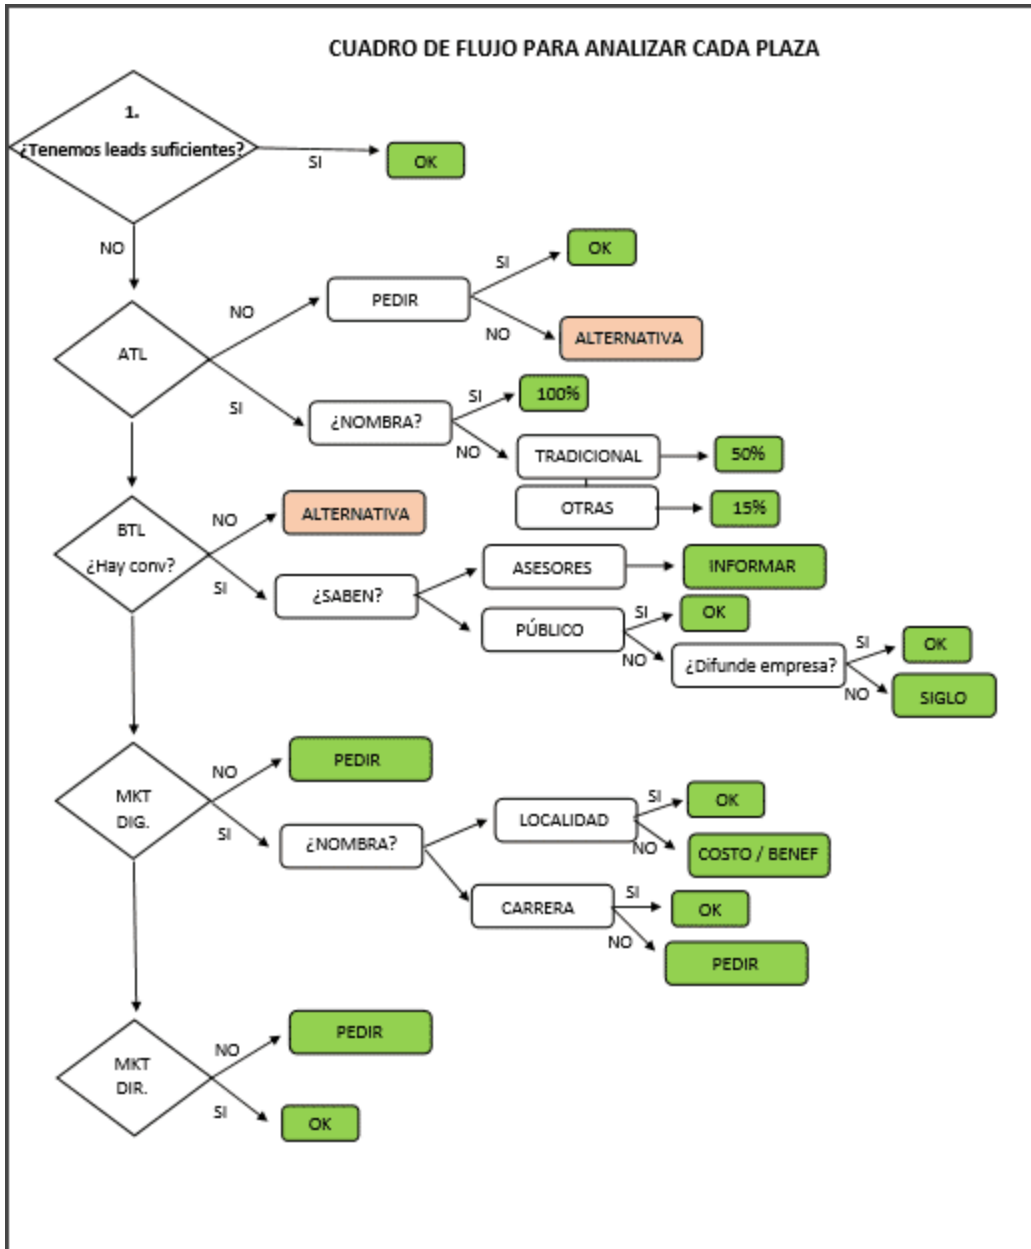 CUADRO DE FLUJO PARA ANALIZAR CADA PLAZA
1.
¿Tenemos leads suficientes?
SI
OK
NO
ATL
NO
PEDIR
SI
OK
NO
ALTERNATIVA
SI
¿NOMBRA?
SI
100%
NO
TRADICIONAL
50%
OTRAS
15%
BTL
¿Hay conv?
NO
ALTERNATIVA
SI
¿SABEN?
ASESORES
INFORMAR
PÚBLICO
SI
OK
NO
¿Difunde empresa?
SI
OK
NO
SIGLO
MKT
DIG.
NO
PEDIR
SI
¿NOMBRA?
LOCALIDAD
SI
OK
NO
COSTO / BENEF
CARRERA
SI
OK
NO
PEDIR
MKT
DIR.
NO
PEDIR
SI
OK